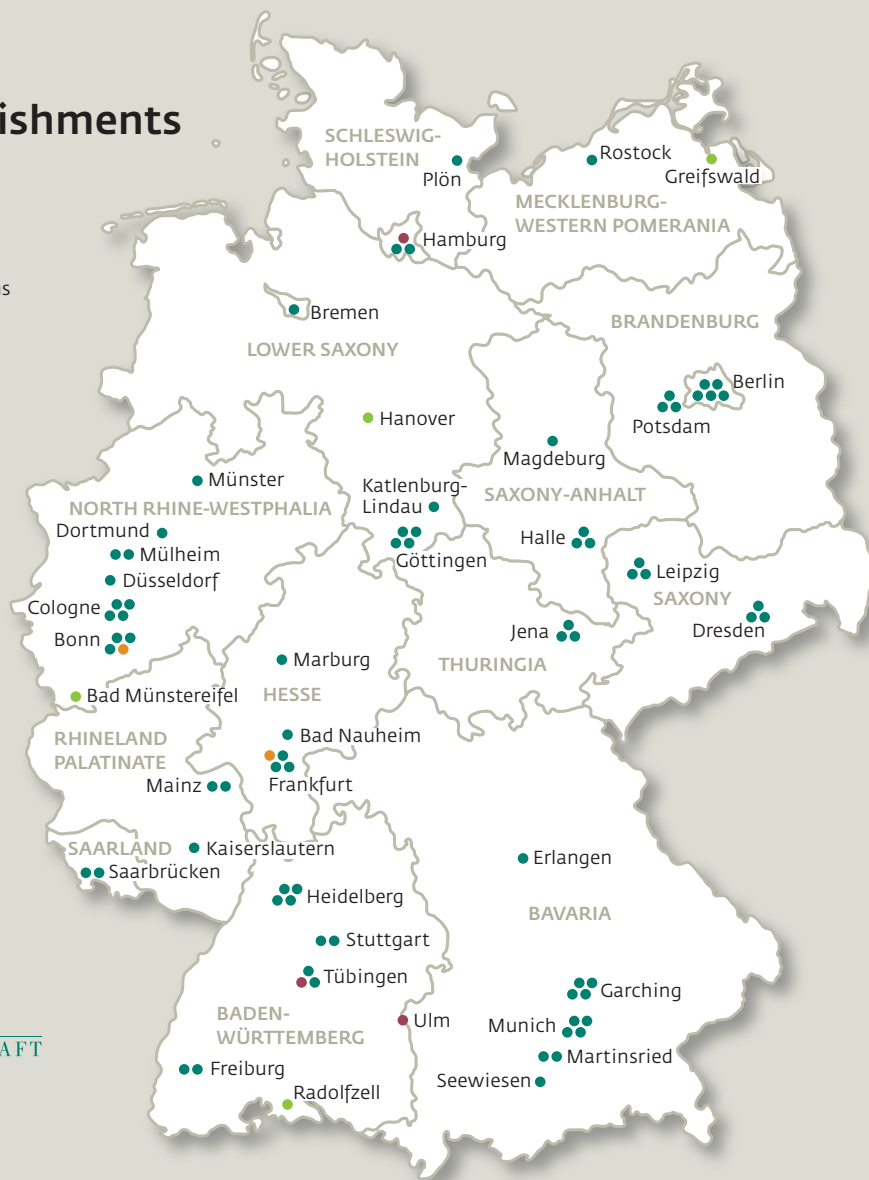 ishments
SCHLESWIG-
HOLSTEIN
Plön
Rostock
Greifswald
MECKLENBURG-
WESTERN POMERANIA
Hamburg
ns
Bremen
LOWER SAXONY
BRANDENBURG
Berlin
Potsdam
Hanover
Magdeburg
Münster
Katlenburg-
Lindau
SAXONY-ANHALT
NORTH RHINE-WESTPHALIA
Dortmund
Mülheim
Göttingen
Halle
Düsseldorf
Leipzig
SAXONY
Cologne
Bonn
Jena
Dresden
Marburg
THURINGIA
HESSE
Bad Münstereifel
Bad Nauheim
RHINELAND
PALATINATE
Mainz
Frankfurt
SAARLAND
Kaiserslautern
Saarbrücken
Erlangen
Heidelberg
BAVARIA
Stuttgart
Tübingen
Garching
BADEN-
WÜRTTEMBERG
Ulm
Munich
AFT
Martinsried
Freiburg
Seewiesen
Radolfzell